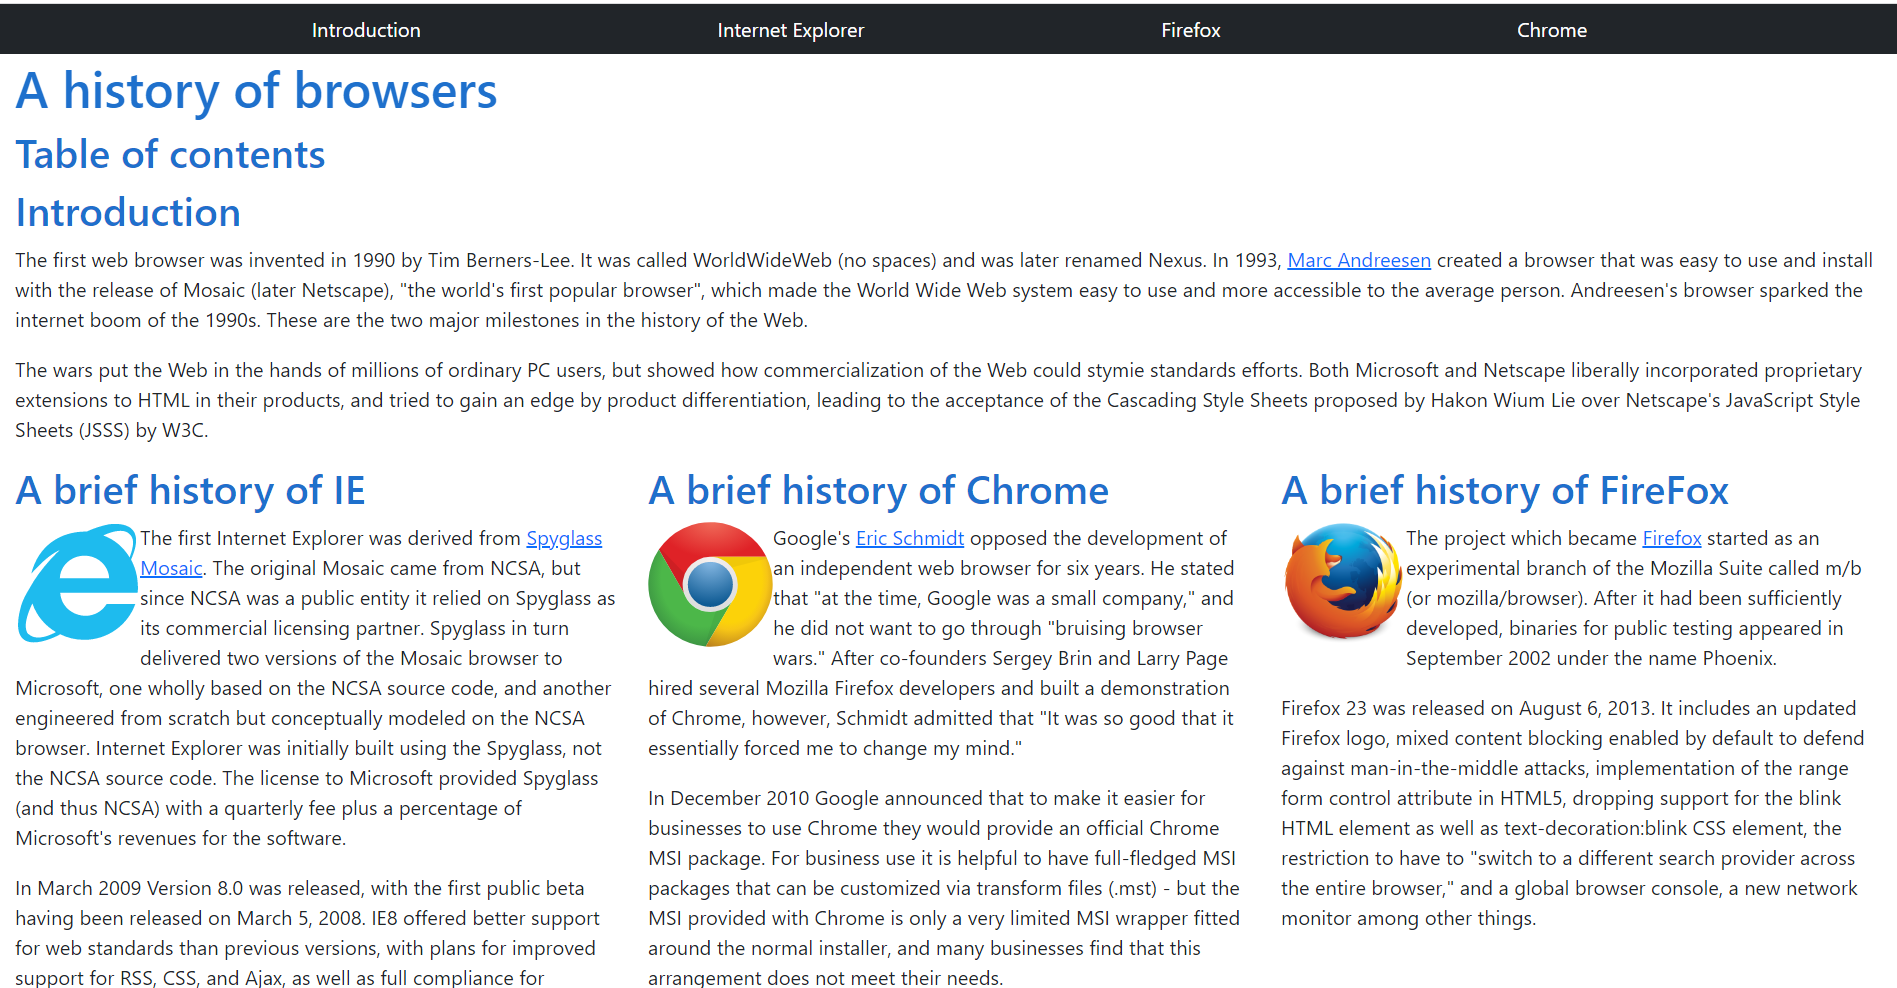 Introduction
Internet Explorer
Firefox
Chrome
A history of browsers
Table of contents
Introduction
The first web browser was invented in 1990 by Tim Berners-Lee. It was called WorldWideWeb (no spaces) and was later renamed Nexus. In 1993, Marc Andreesen created a browser that was easy to use and install
with the release of Mosaic (later Netscape), "the world's first popular browser", which made the World Wide Web system easy to use and more accessible to the average person. Andreesen's browser sparked the
internet boom of the 1990s. These are the two major milestones in the history of the Web.
The wars put the Web in the hands of millions of ordinary PC users, but showed how commercialization of the Web could stymie standards efforts. Both Microsoft and Netscape liberally incorporated proprietary
extensions to HTML in their products, and tried to gain an edge by product differentiation, leading to the acceptance of the Cascading Style Sheets proposed by Hakon Wium Lie over Netscape's JavaScript Style
Sheets (JSSS) by W3C.
A brief history of IE
The first Internet Explorer was derived from Spyglass
Mosaic. The original Mosaic came from NCSA, but
since NCSA was a public entity it relied on Spyglass as
its commercial licensing partner. Spyglass in turn
delivered two versions of the Mosaic browser to
Microsoft, one wholly based on the NCSA source code, and another
engineered from scratch but conceptually modeled on the NCSA
browser. Internet Explorer was initially built using the Spyglass, not
the NCSA source code. The license to Microsoft provided Spyglass
(and thus NCSA) with a quarterly fee plus a percentage of
Microsoft's revenues for the software.
In March 2009 Version 8.0 was released, with the first public beta
having been released on March 5, 2008. IE8 offered better support
for web standards than previous versions, with plans for improved
support for RSS, CSS, and Ajax, as well as full compliance for
A brief history of Chrome
Google's Eric Schmidt opposed the development of
an independent web browser for six years. He stated
that "at the time, Google was a small company," and
he did not want to go through "bruising browser
wars." After co-founders Sergey Brin and Larry Page
hired several Mozilla Firefox developers and built a demonstration
of Chrome, however, Schmidt admitted that "It was so good that it
essentially forced me to change my mind."
In December 2010 Google announced that to make it easier for
businesses to use Chrome they would provide an official Chrome
MSI package. For business use it is helpful to have full-fledged MSI
packages that can be customized via transform files (.mst) - but the
MSI provided with Chrome is only a very limited MSI wrapper fitted
around the normal installer, and many businesses find that this
arrangement does not meet their needs.
A brief history of FireFox
The project which became Firefox started as an
experimental branch of the Mozilla Suite called m/b
(or mozilla/browser). After it had been sufficiently
developed, binaries for public testing appeared in
September 2002 under the name Phoenix.
Firefox 23 was released on August 6, 2013. It includes an updated
Firefox logo, mixed content blocking enabled by default to defend
against man-in-the-middle attacks, implementation of the range
form control attribute in HTML5, dropping support for the blink
HTML element as well as text-decoration:blink CSS element, the
restriction to have to "switch to a different search provider across
the entire browser," and a global browser console, a new network
monitor among other things.